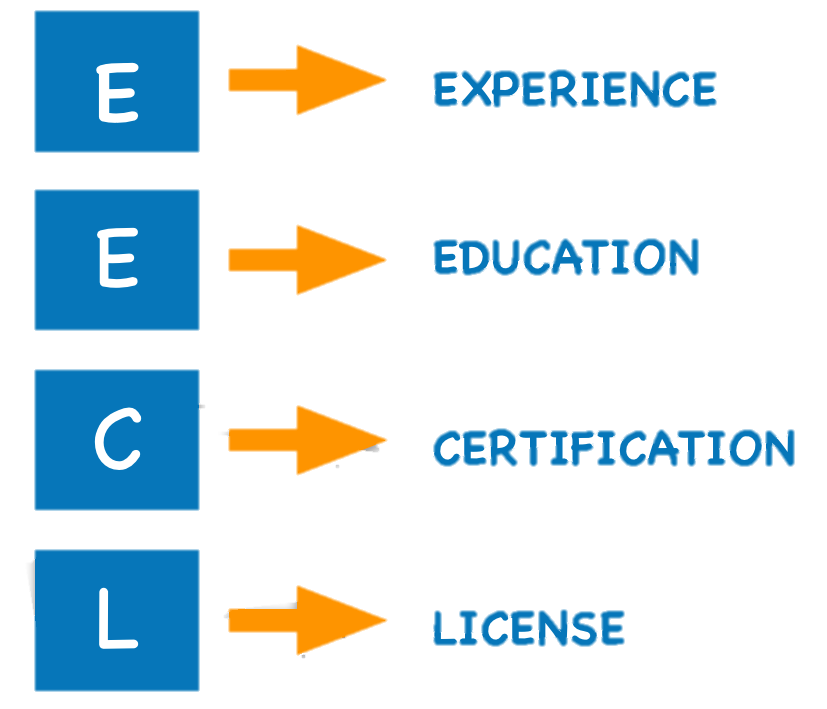 E EXPERIENCE
E EDUCATION
C CERTIFICATION
L LICENSE